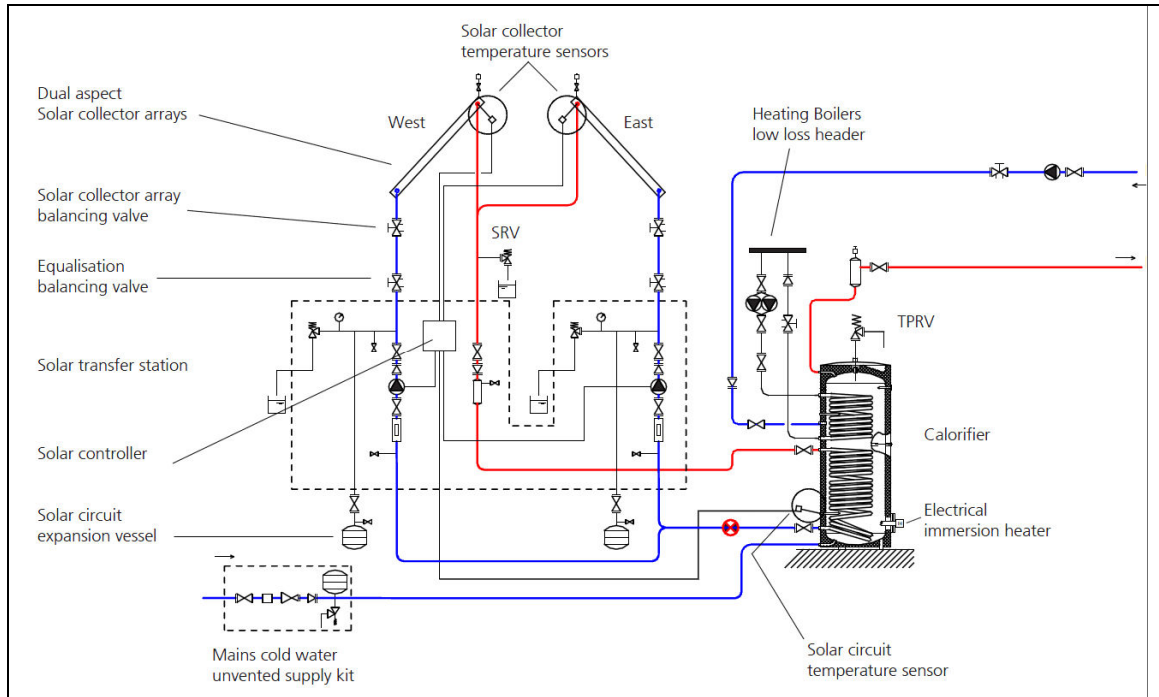 Solar collector
temperature sensors
Dual aspect
Solar collector arrays
West
East
Heating Boilers
low loss header
Solar collector array
balancing valve
SRV
Equalisation
balancing valve
TPRV
Solar transfer station
Calorifier
Solar controller
Solar circuit
expansion vessel
Electrical
immersion heater
Mains cold water
unvented supply kit
Solar circuit
temperature sensor